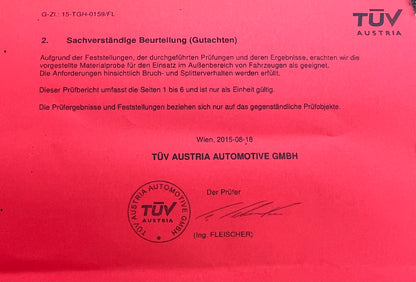 G-Zl.: 15-TGH-0159/FL
TÜV
AUSTRIA
2. Sachverständige Beurteilung (Gutachten)
Aufgrund der Feststellungen, der durchgeführten Prüfungen und deren Ergebnisse, erachten wir die
vorgestellte Materialprobe für den Einsatz im Außenbereich von Fahrzeugen als geeignet.
Die Anforderungen hinsichtlich Bruch- und Splitterverhalten werden erfüllt.
Dieser Prüfbericht umfasst die Seiten 1 bis 6 und ist nur als Einheit gültig.
Die Prüfergebnisse und Feststellungen beziehen sich nur auf das gegenständliche Prüfobjekte.
Wien, 2015-08-18
TÜV AUSTRIA AUTOMOTIVE GMBH
Der Prüfer
TÜV AUSTRIA AUTOMOTIVE GMBH
TÜV
AUSTRIA
(Ing. FLEISCHER)